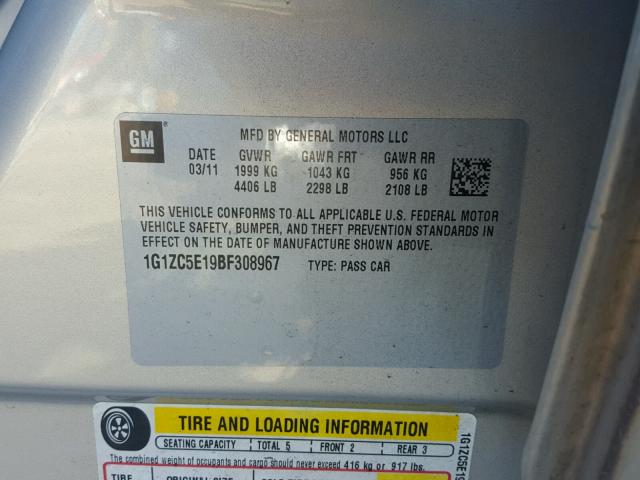 GM
MFD BY GENERAL MOTORS LLC
DATE GVWR GAWR FRT GAWR RR
03/11 1999 KG 1043 KG 956 KG
4406 LB 2298 LB 2108 LB
THIS VEHICLE CONFORMS TO ALL APPLICABLE U.S. FEDERAL MOTOR
VEHICLE SAFETY, BUMPER, AND THEFT PREVENTION STANDARDS
IN EFFECT ON THE DATE OF MANUFACTURE SHOWN ABOVE.
1G1ZC5E19BF308967 TYPE: PASS CAR
TIRE AND LOADING INFORMATION
SEATING CAPACITY TOTAL 5 FRONT 2 REAR 3
The combined weight of occupants and cargo should never exceed 416 kg or 917 lbs.
TIRE ORIGINAL SIZE
1G1ZC5E19